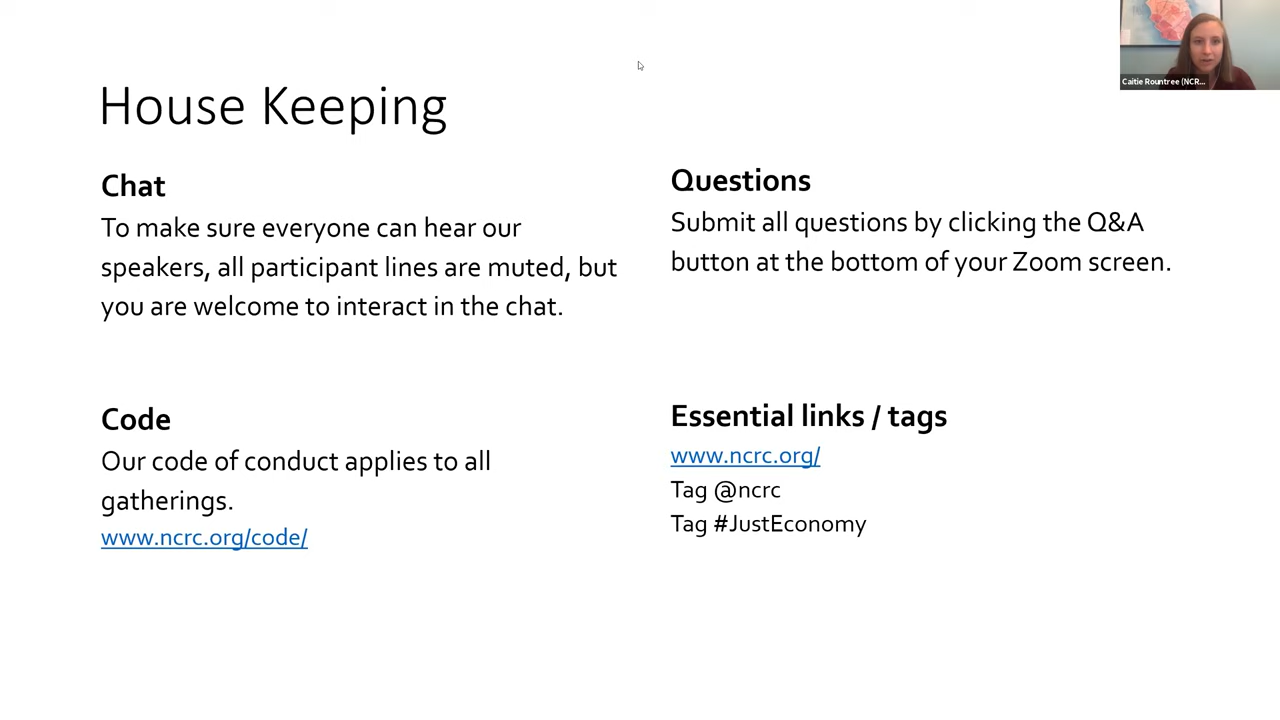 House Keeping
Chat
To make sure everyone can hear our
speakers, all participant lines are muted, but
you are welcome to interact in the chat.
Questions
Submit all questions by clicking the Q&A
button at the bottom of your Zoom screen.
Code
Our code of conduct applies to all
gatherings.
www.ncrc.org/code/
Essential links / tags
www.ncrc.org/
Tag @ncrc
Tag #JustEconomy
Caitie Rountree (NCR...